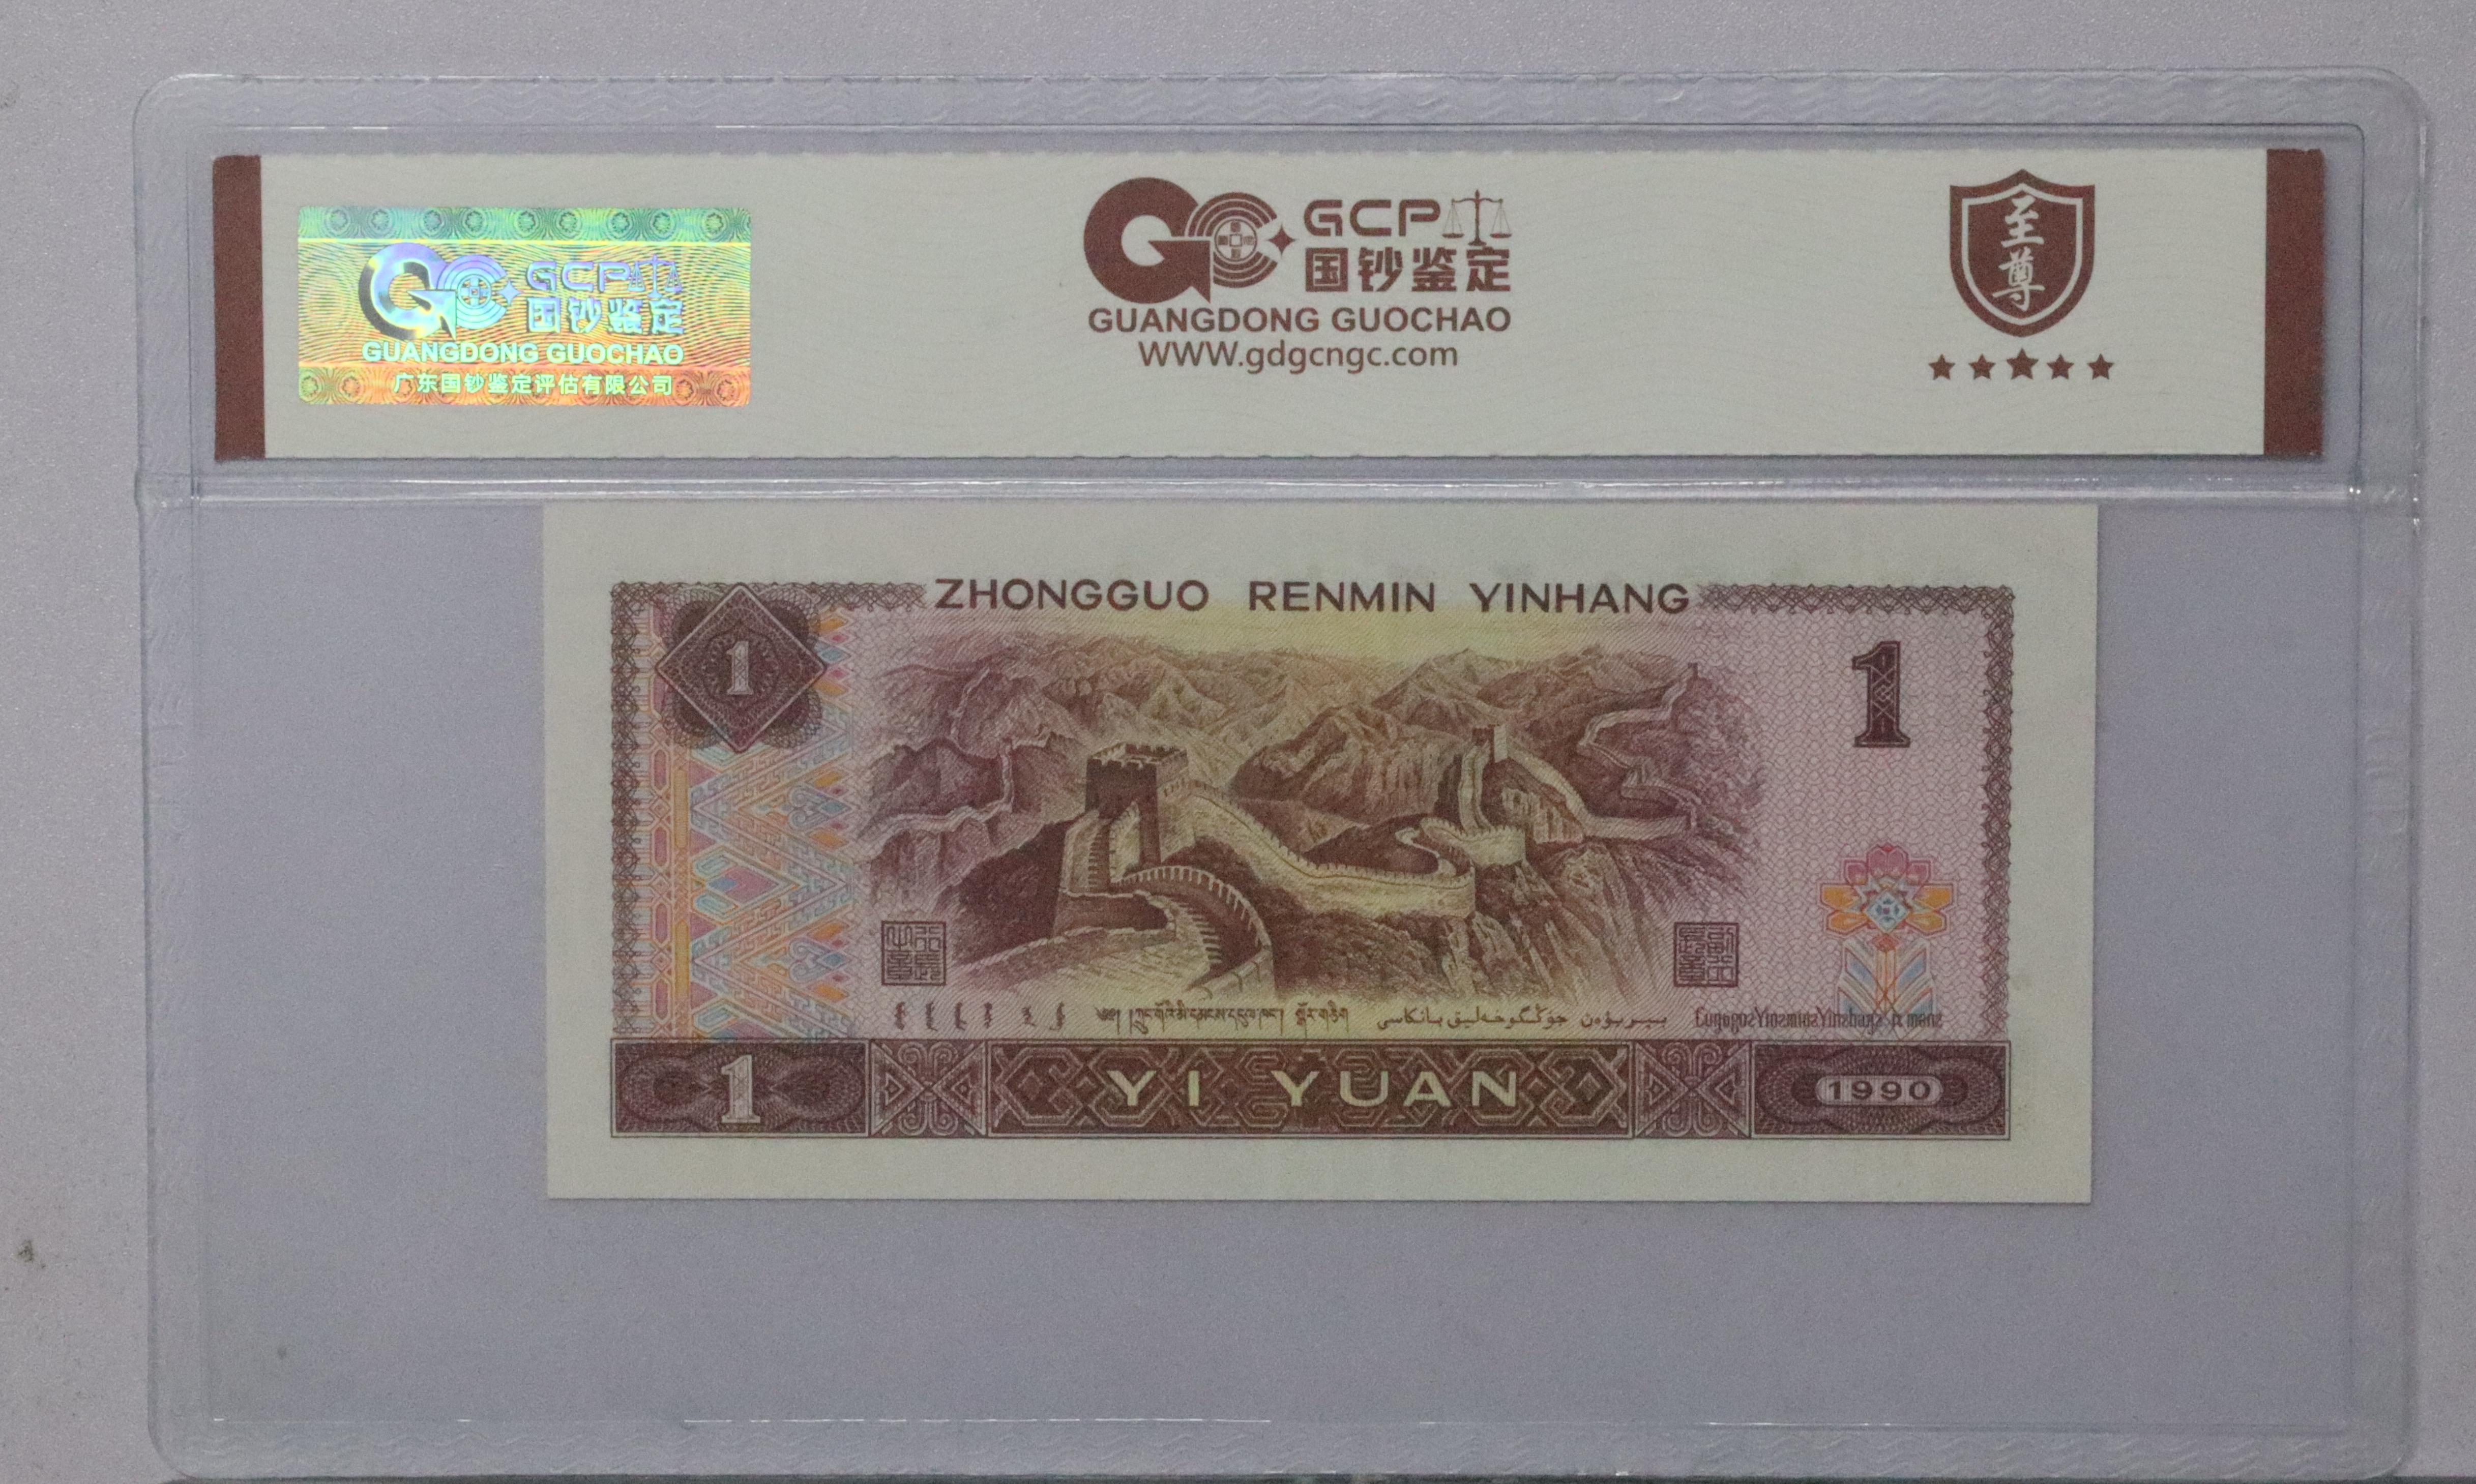 GCP
国钞鉴定
GUANGDONG GUOCHAO
广东国钞鉴定评估有限公司
GCP
国钞鉴定
GUANGDONG GUOCHAO
WWW.gdgcngc.com
至尊
ZHONGGUO RENMIN YINHANG
1
1
1
YI YUAN
1990